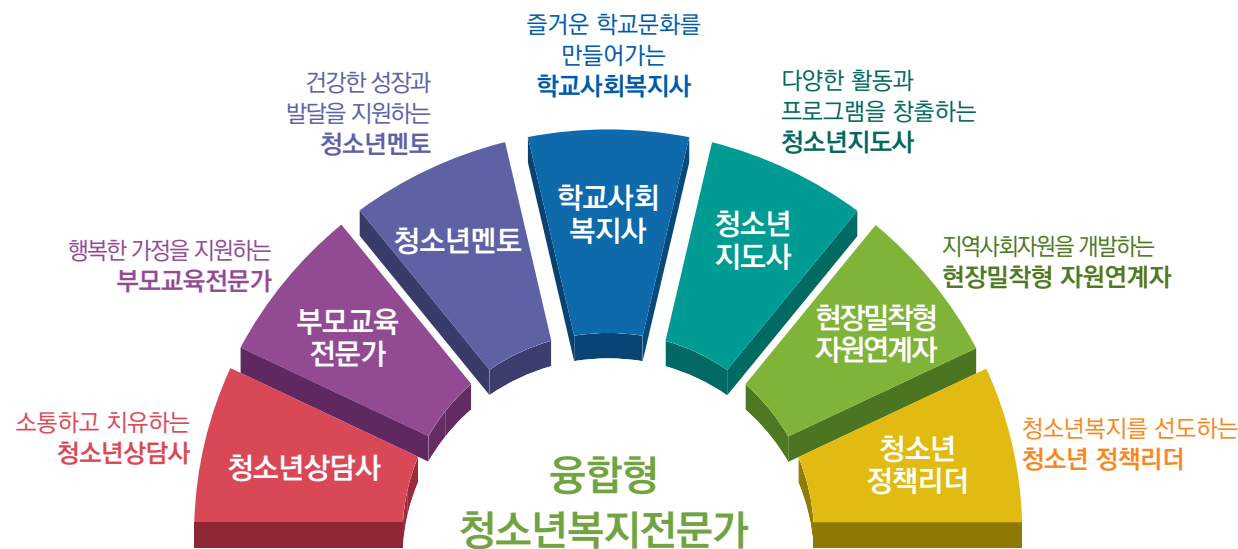 즐거운 학교문화를
만들어가는
학교사회복지사
건강한 성장과
발달을 지원하는
청소년멘토
다양한 활동과
프로그램을 창출하는
청소년지도사
행복한 가정을 지원하는
부모교육전문가
지역사회자원을 개발하는
현장밀착형 자원연계자
소통하고 치유하는
청소년상담사
청소년복지를 선도하는
청소년 정책리더
청소년상담사
부모교육
전문가
청소년멘토
학교사회
복지사
청소년
지도사
현장밀착형
자원연계자
청소년
정책리더
융합형
청소년복지전문가